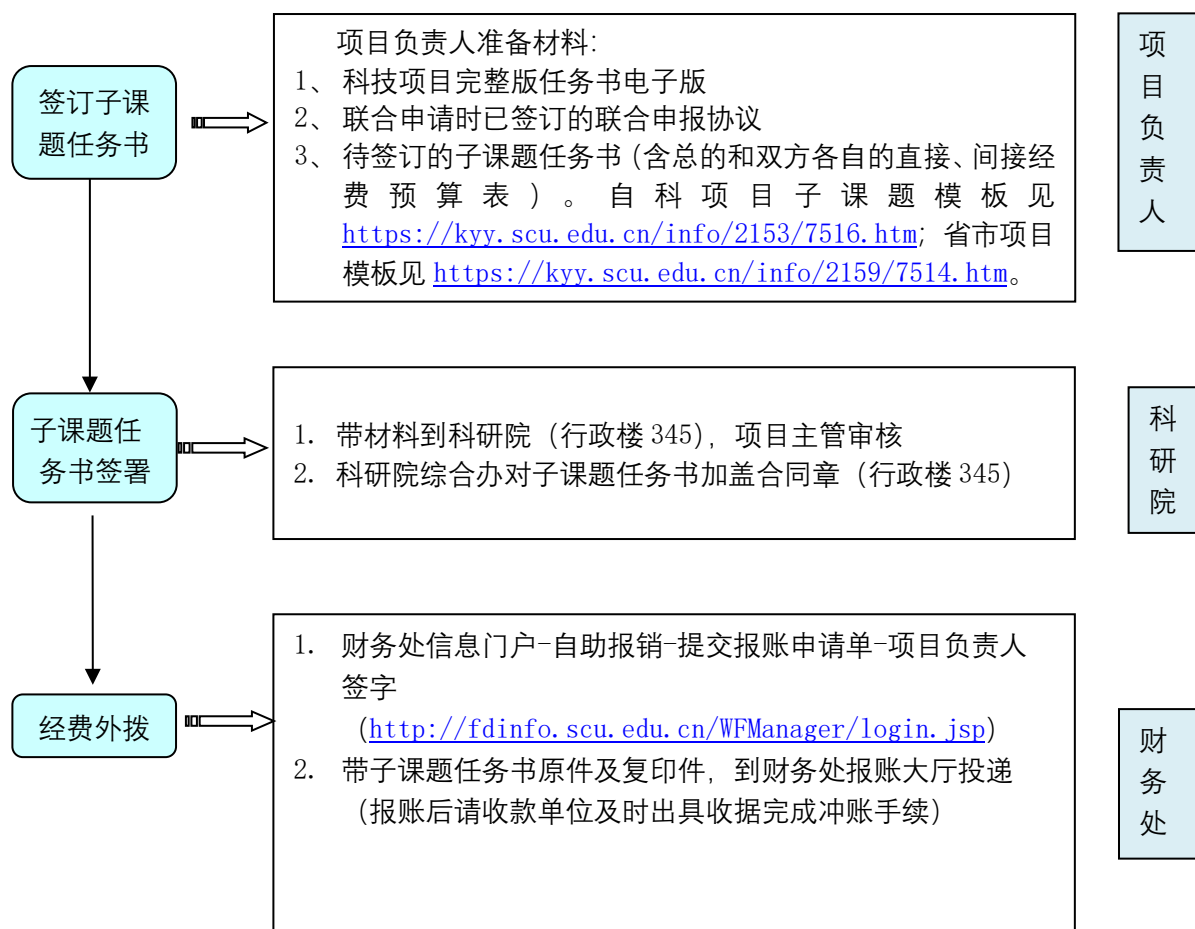 签订子课
题任务书
项目负责人准备材料:
1、 科技项目完整版任务书电子版
2、 联合申请时已签订的联合申报协议
3、 待签订的子课题任务书（含总的和双方各自的直接、间接经
费预算表）。自科项目子课题模板见
https://kyy.scu.edu.cn/info/2153/7516.htm; 省市项目
模板见 https://kyy.scu.edu.cn/info/2159/7514.htm。
项
目
负
责
人
子课题任
务书签署
1. 带材料到科研院（行政楼 345），项目主管审核
2. 科研院综合办对子课题任务书加盖合同章（行政楼 345）
科
研
院
经费外拨
1. 财务处信息门户-自助报销-提交报账申请单-项目负责人
签字
（http://fdinfo.scu.edu.cn/WFManager/login.jsp）
2. 带子课题任务书原件及复印件，到财务处报账大厅投递
（报账后请收款单位及时出具收据完成冲账手续）
财
务
处